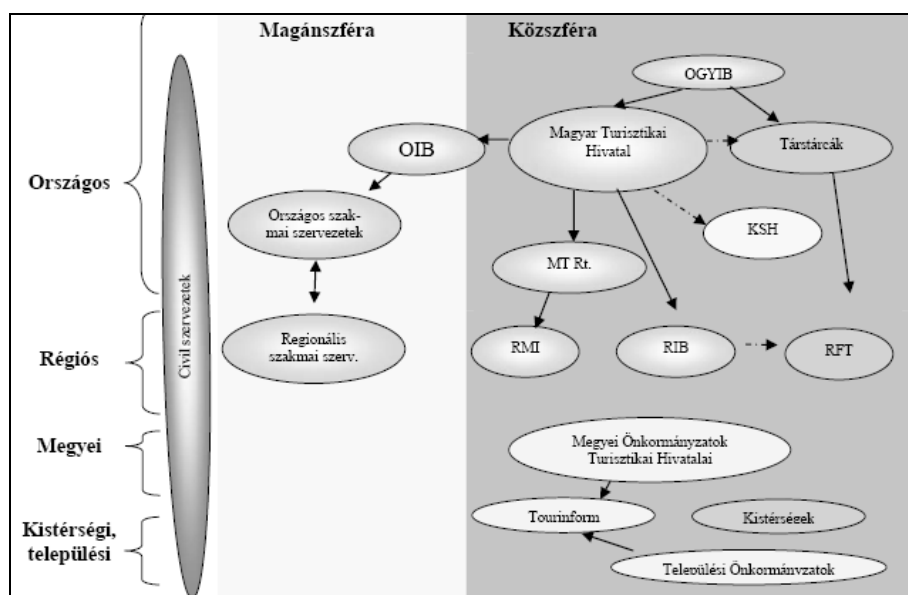 Magánszféra
Közszféra
OGYIB
Magyar Turisztikai
Hivatal
Társtárcák
OIB
Országos
Országos szak-
mai szervezetek
KSH
MT Rt.
Civil szervezetek
Régiós
Regionális
szakmai szerv.
RMI
RIB
RFT
Megyei
Megyei Önkormányzatok
Turisztikai Hivatalai
Kistérségi,
települési
Tourinform
Kistérségek
Települési Önkormányzatok